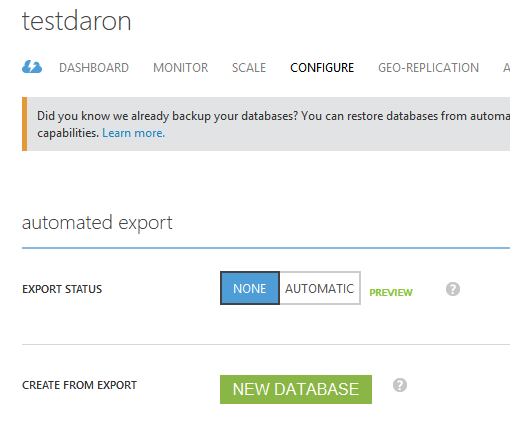 testdaron
DASHBOARD MONITOR SCALE CONFIGURE GEO-REPLICATION A
Did you know we already backup your databases? You can restore databases from automa
capabilities. Learn more.
automated export
EXPORT STATUS NONE AUTOMATIC PREVIEW ?
CREATE FROM EXPORT NEW DATABASE ?